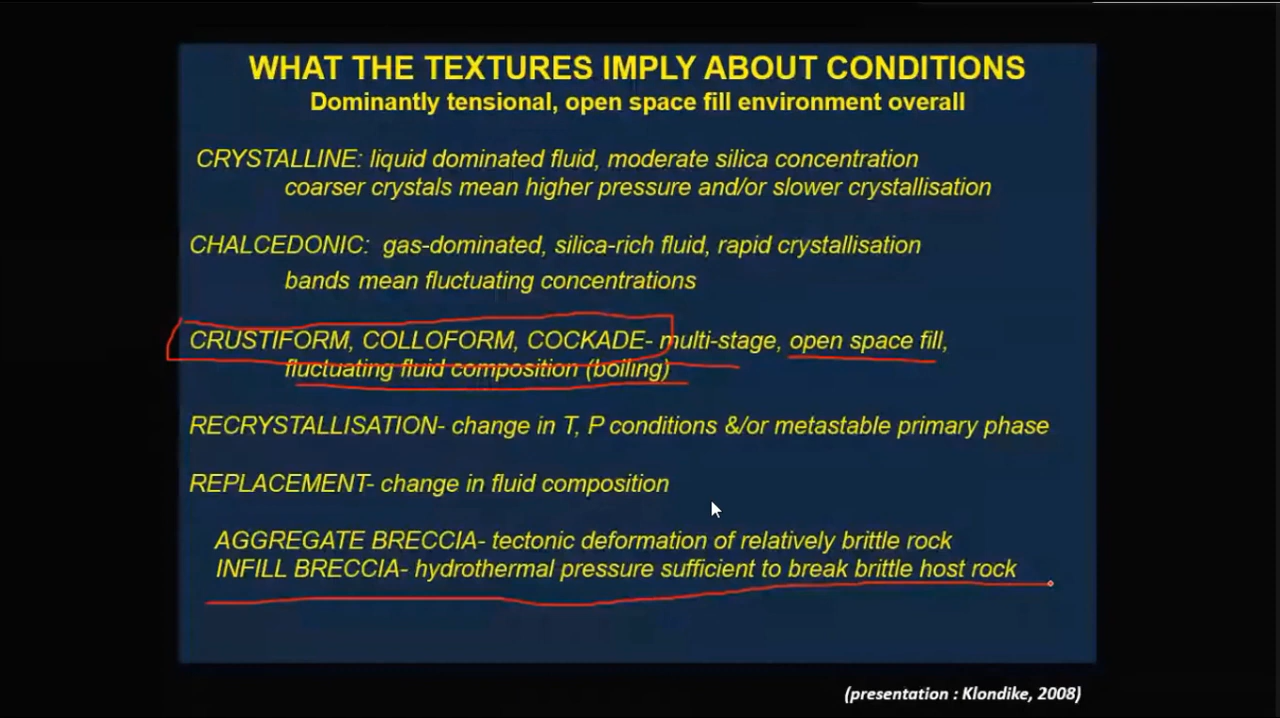 WHAT THE TEXTURES IMPLY ABOUT CONDITIONS
Dominantly tensional, open space fill environment overall
CRYSTALLINE: liquid dominated fluid, moderate silica concentration
coarser crystals mean higher pressure and/or slower crystallisation
CHALCEDONIC: gas-dominated, silica-rich fluid, rapid crystallisation
bands mean fluctuating concentrations
CRUSTIFORM, COLLOFORM, COCKADE- multi-stage, open space fill,
fluctuating fluid composition (boiling)
RECRYSTALLISATION- change in T, P conditions &/or metastable primary phase
REPLACEMENT- change in fluid composition
AGGREGATE BRECCIA- tectonic deformation of relatively brittle rock
INFILL BRECCIA- hydrothermal pressure sufficient to break brittle host rock
(presentation : Klondike, 2008)